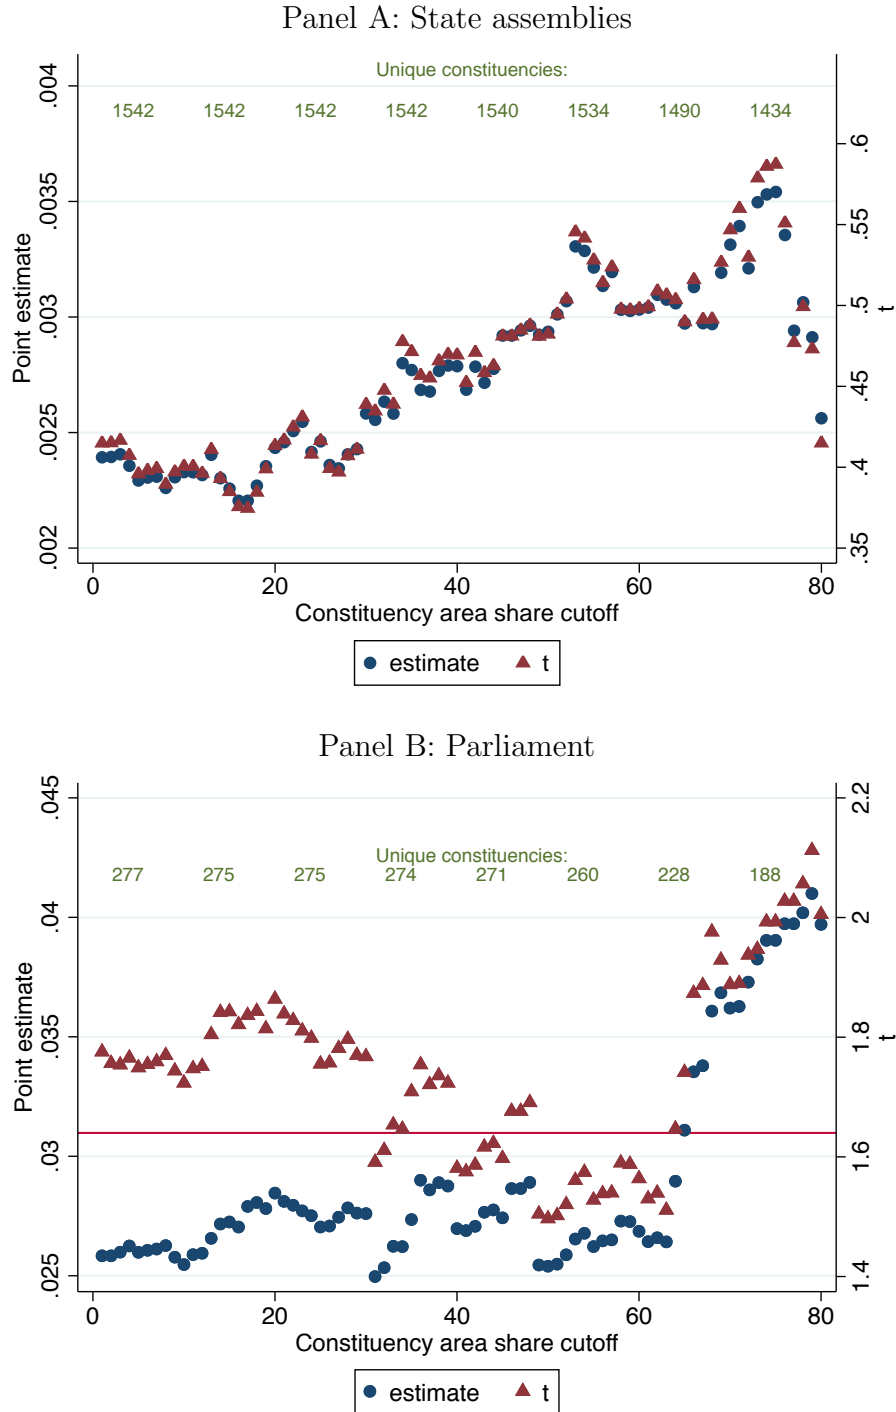 Panel A: State assemblies
Unique constituencies:
1542 1542 1542 1542 1540 1534 1490 1434
.004
.0035
.003
.0025
.002
Point estimate
.6
.55
.5
.45
.4
.35
t
0 20 40 60 80
Constituency area share cutoff
estimate t
Panel B: Parliament
Unique constituencies:
277 275 275 274 271 260 228 188
.045
.04
.035
.03
.025
Point estimate
2.2
2
1.8
1.6
1.4
t
0 20 40 60 80
Constituency area share cutoff
estimate t